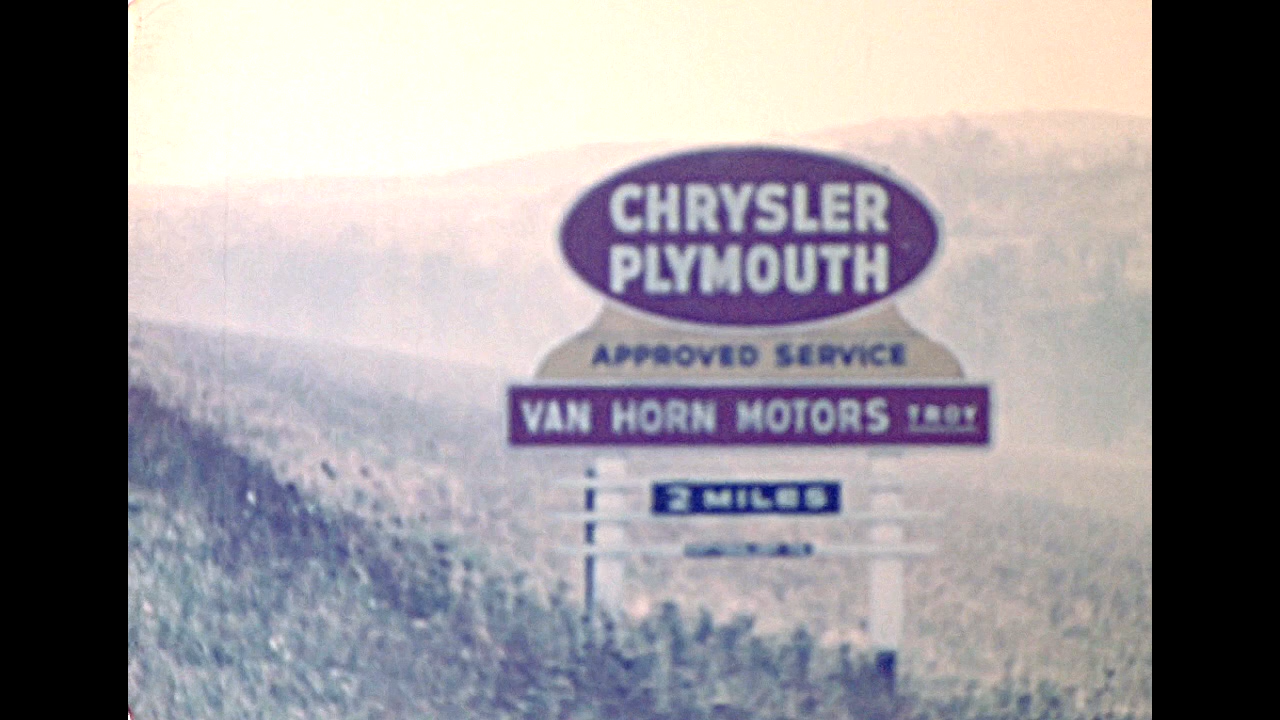 CHRYSLER
PLYMOUTH
APPROVED SERVICE
VAN HORN MOTORS TROY
2 MILES